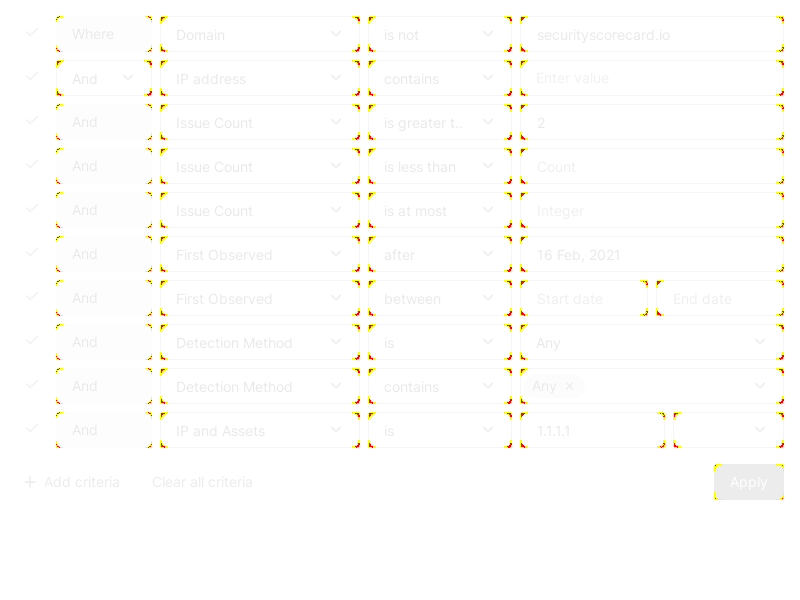 Where Domain is not securityscorecard.io
And IP address contains Enter value
And Issue Count is greater t.. 2
And Issue Count is less than Count
And Issue Count is at most Integer
And First Observed after 16 Feb, 2021
And First Observed between Start date End date
And Detection Method is Any
And Detection Method contains Any
And IP and Assets is 1.1.1.1
Add criteria Clear all criteria Apply